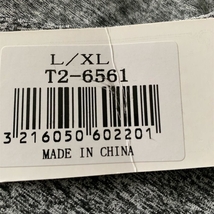 L/XL
T2-6561
3 216050 602201
MADE IN CHINA